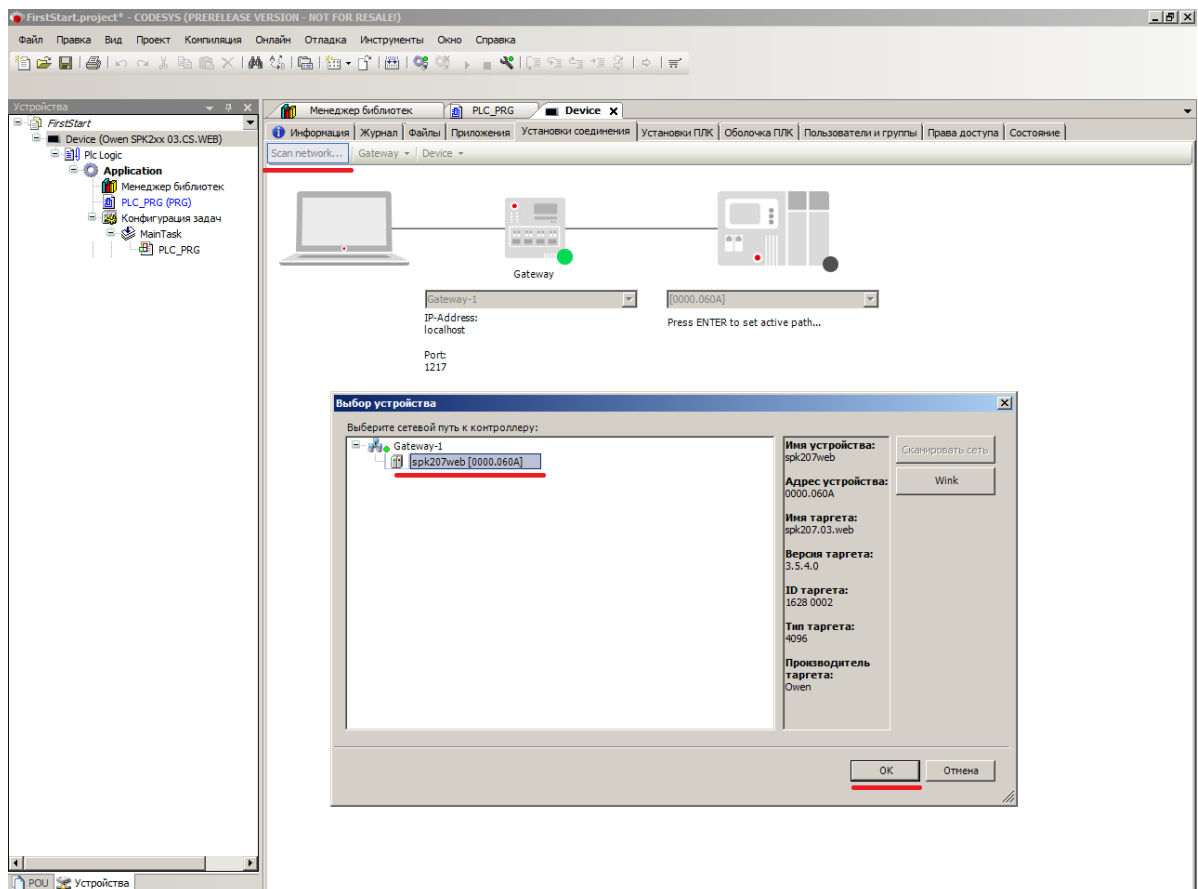 FirstStart.project* - CODESYS (PRERELEASE VERSION - NOT FOR RESALE!)
Файл Правка Вид Проект Компиляция Онлайн Отладка Инструменты Окно Справка
Устройства
FirstStart
Device (Owen SPK2xx 03.CS.WEB)
Plc Logic
Application
Менеджер библиотек
PLC_PRG (PRG)
Конфигурация задач
MainTask
PLC_PRG
POU Устройства
Менеджер библиотек PLC_PRG Device X
Информация Журнал Файлы Приложения Установки соединения Установки ПЛК Оболочка ПЛК Пользователи и группы Права доступа Состояние
Scan network... Gateway Device
Gateway
Gateway-1
IP-Address:
localhost
Port:
1217
[0000.060A]
Press ENTER to set active path...
Выбор устройства
Выберите сетевой путь к контроллеру:
Gateway-1
spk207web [0000.060A]
Имя устройства:
spk207web
Адрес устройства:
0000.060A
Имя таргета:
spk207.03.web
Версия таргета:
3.5.4.0
ID таргета:
1628 0002
Тип таргета:
4096
Производитель
таргета:
Owen
Сканировать сеть
Wink
OK Отмена